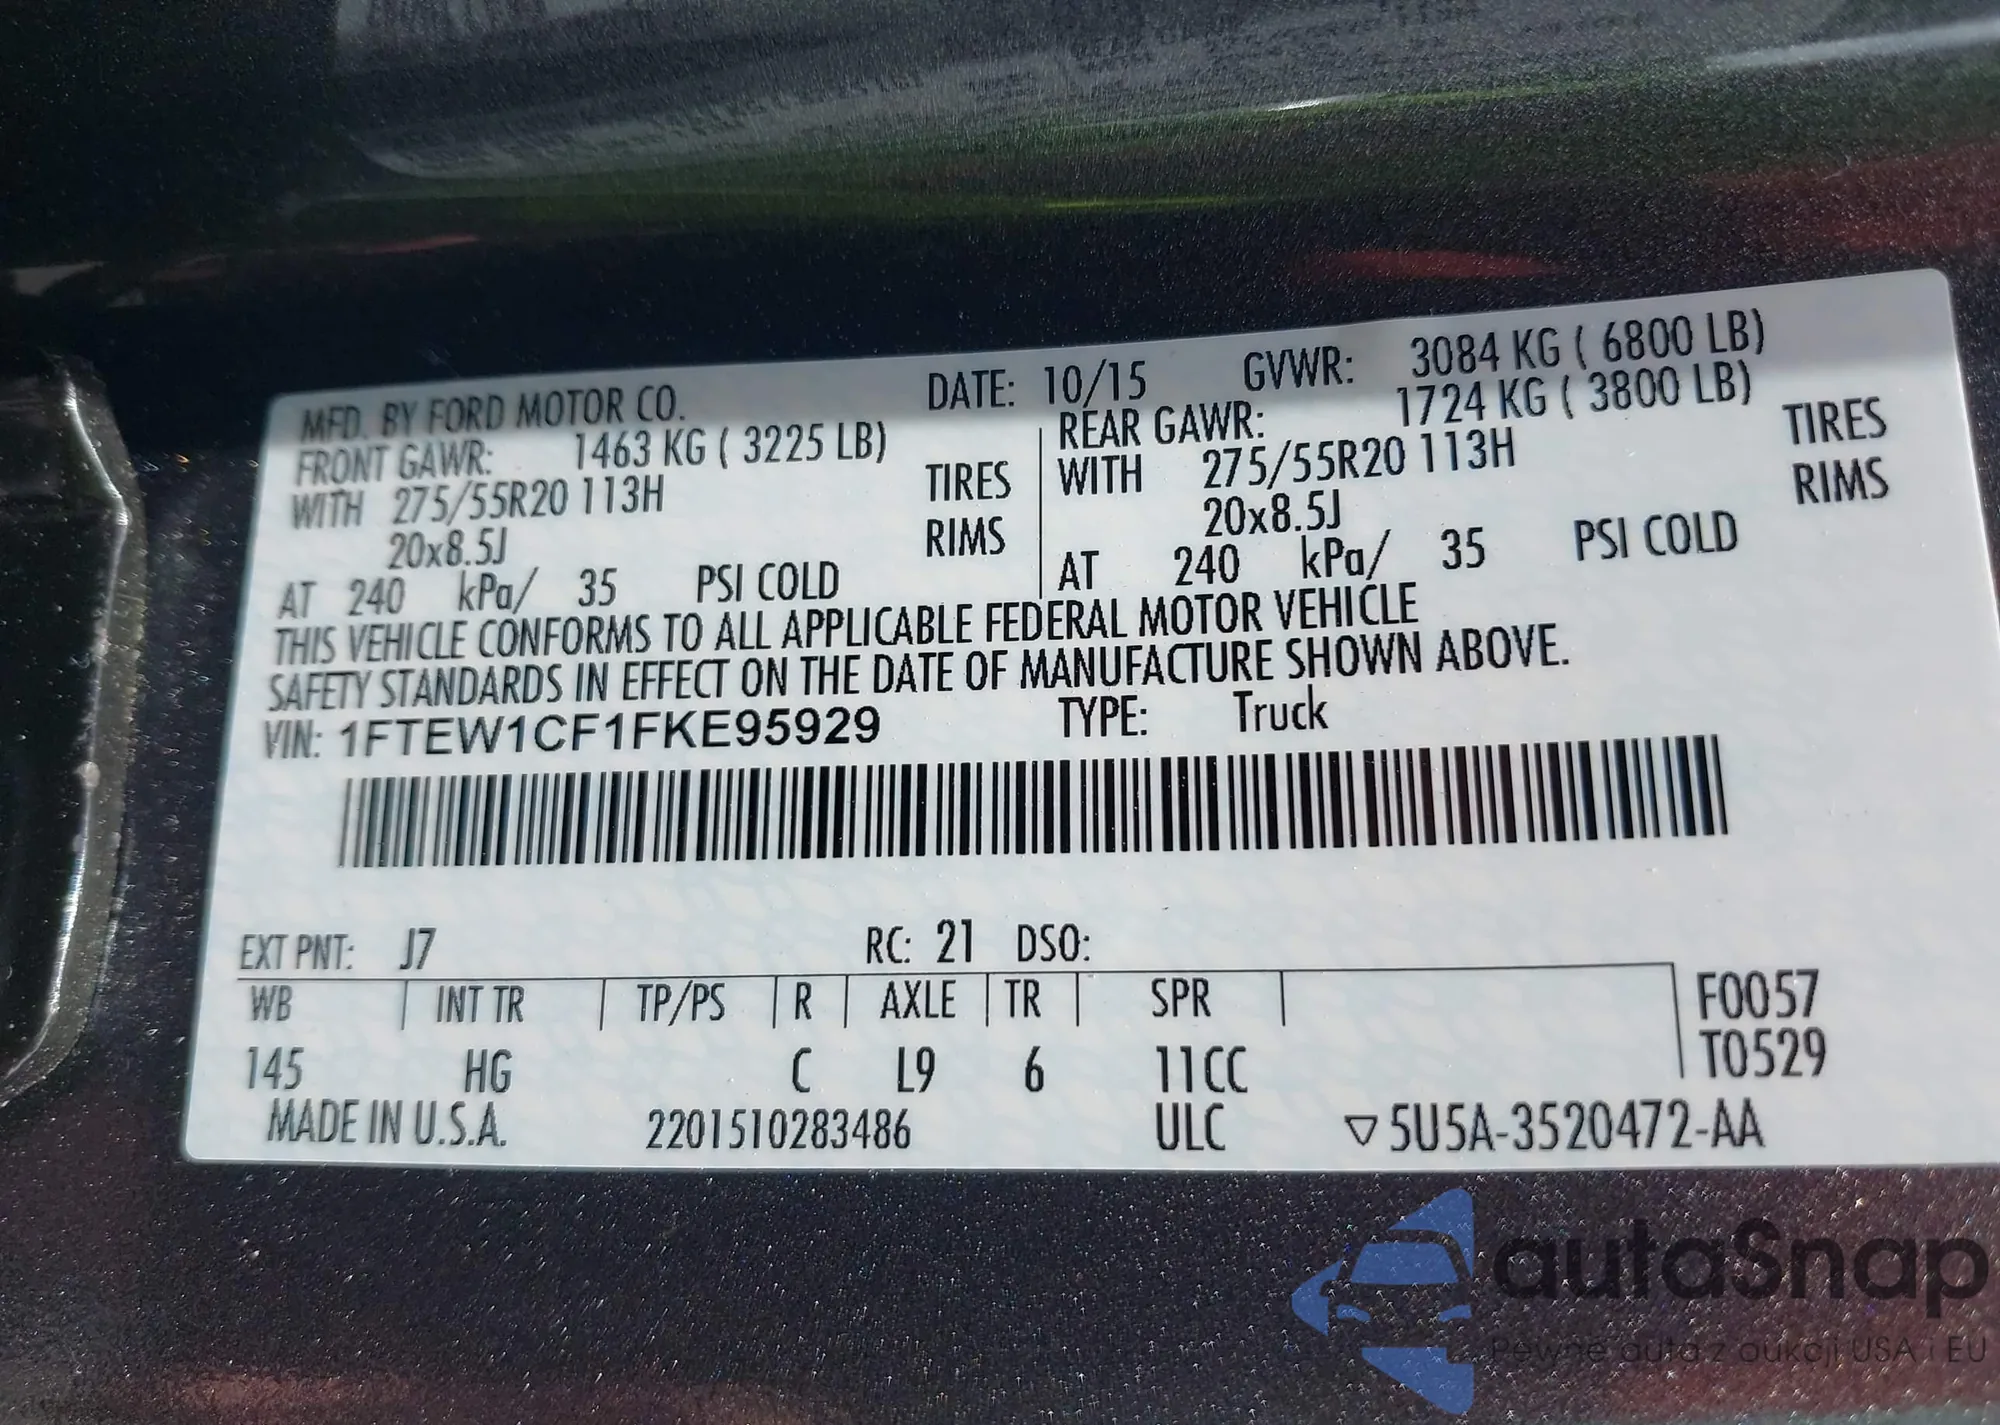 MFD. BY FORD MOTOR CO. DATE: 10/15 GVWR: 3084 KG ( 6800 LB)
FRONT GAWR: 1463 KG ( 3225 LB) REAR GAWR: 1724 KG ( 3800 LB)
WITH 275/55R20 113H TIRES WITH 275/55R20 113H TIRES
20x8.5J RIMS 20x8.5J RIMS
AT 240 kPa/ 35 PSI COLD AT 240 kPa/ 35 PSI COLD
THIS VEHICLE CONFORMS TO ALL APPLICABLE FEDERAL MOTOR VEHICLE
SAFETY STANDARDS IN EFFECT ON THE DATE OF MANUFACTURE SHOWN ABOVE.
VIN: 1FTEW1CF1FKE95929 TYPE: Truck
EXT PNT: J7 RC: 21 DSO:
WB INT TR TP/PS R AXLE TR SPR F0057
145 HG C L9 6 11CC T0529
MADE IN U.S.A. 2201510283486 ULC ▽5U5A-3520472-AA
autaSnap
Pewne auta z aukcji USA i EU